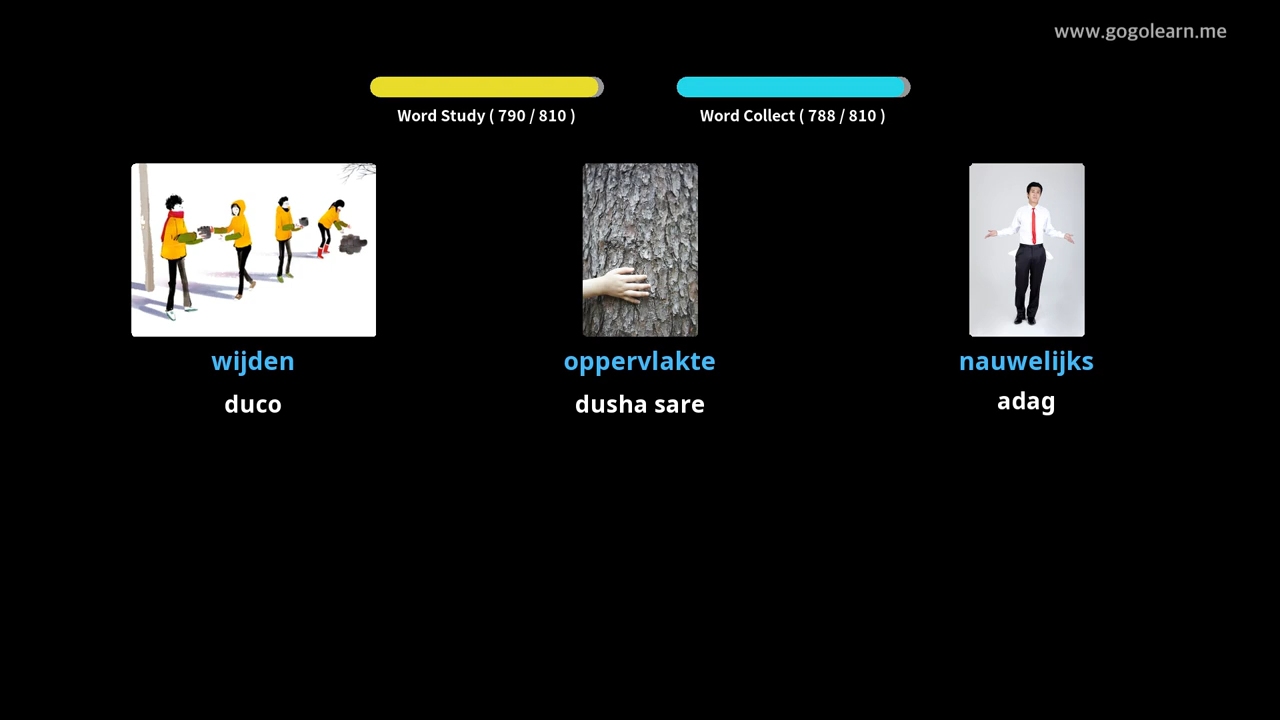 www.gogolearn.me
Word Study ( 790 / 810 )
Word Collect ( 788 / 810 )
wijden
oppervlakte
nauwelijks
duco
dusha sare
adag